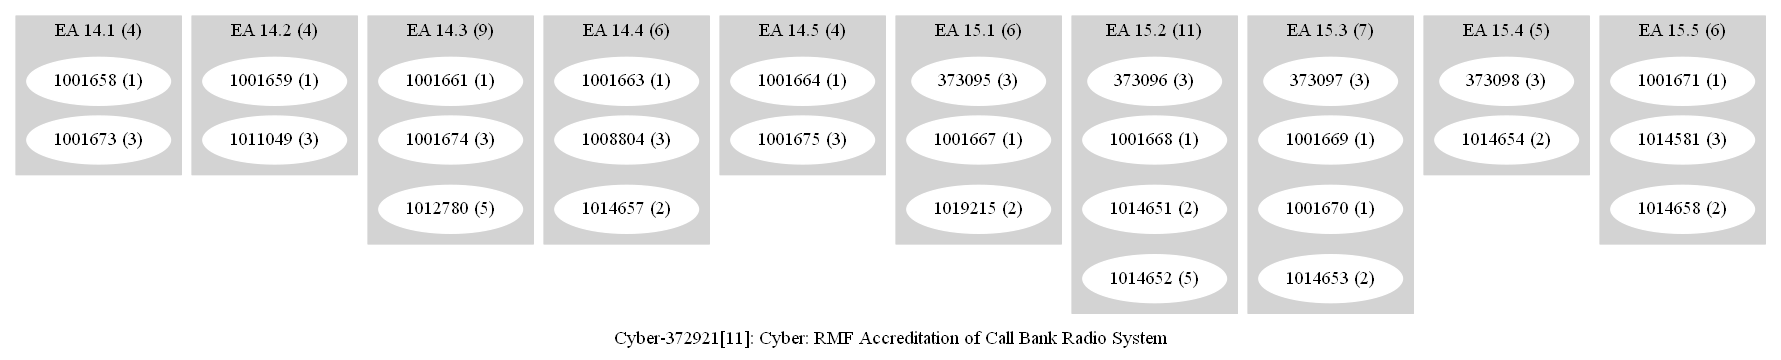 EA 14.1 (4)
1001658 (1)
1001673 (3)
EA 14.2 (4)
1001659 (1)
1011049 (3)
EA 14.3 (9)
1001661 (1)
1001674 (3)
1012780 (5)
EA 14.4 (6)
1001663 (1)
1008804 (3)
1014657 (2)
EA 14.5 (4)
1001664 (1)
1001675 (3)
EA 15.1 (6)
373095 (3)
1001667 (1)
1019215 (2)
EA 15.2 (11)
373096 (3)
1001668 (1)
1014651 (2)
1014652 (5)
EA 15.3 (7)
373097 (3)
1001669 (1)
1001670 (1)
1014653 (2)
EA 15.4 (5)
373098 (3)
1014654 (2)
EA 15.5 (6)
1001671 (1)
1014581 (3)
1014658 (2)
Cyber-372921[11]: Cyber: RMF Accreditation of Call Bank Radio System